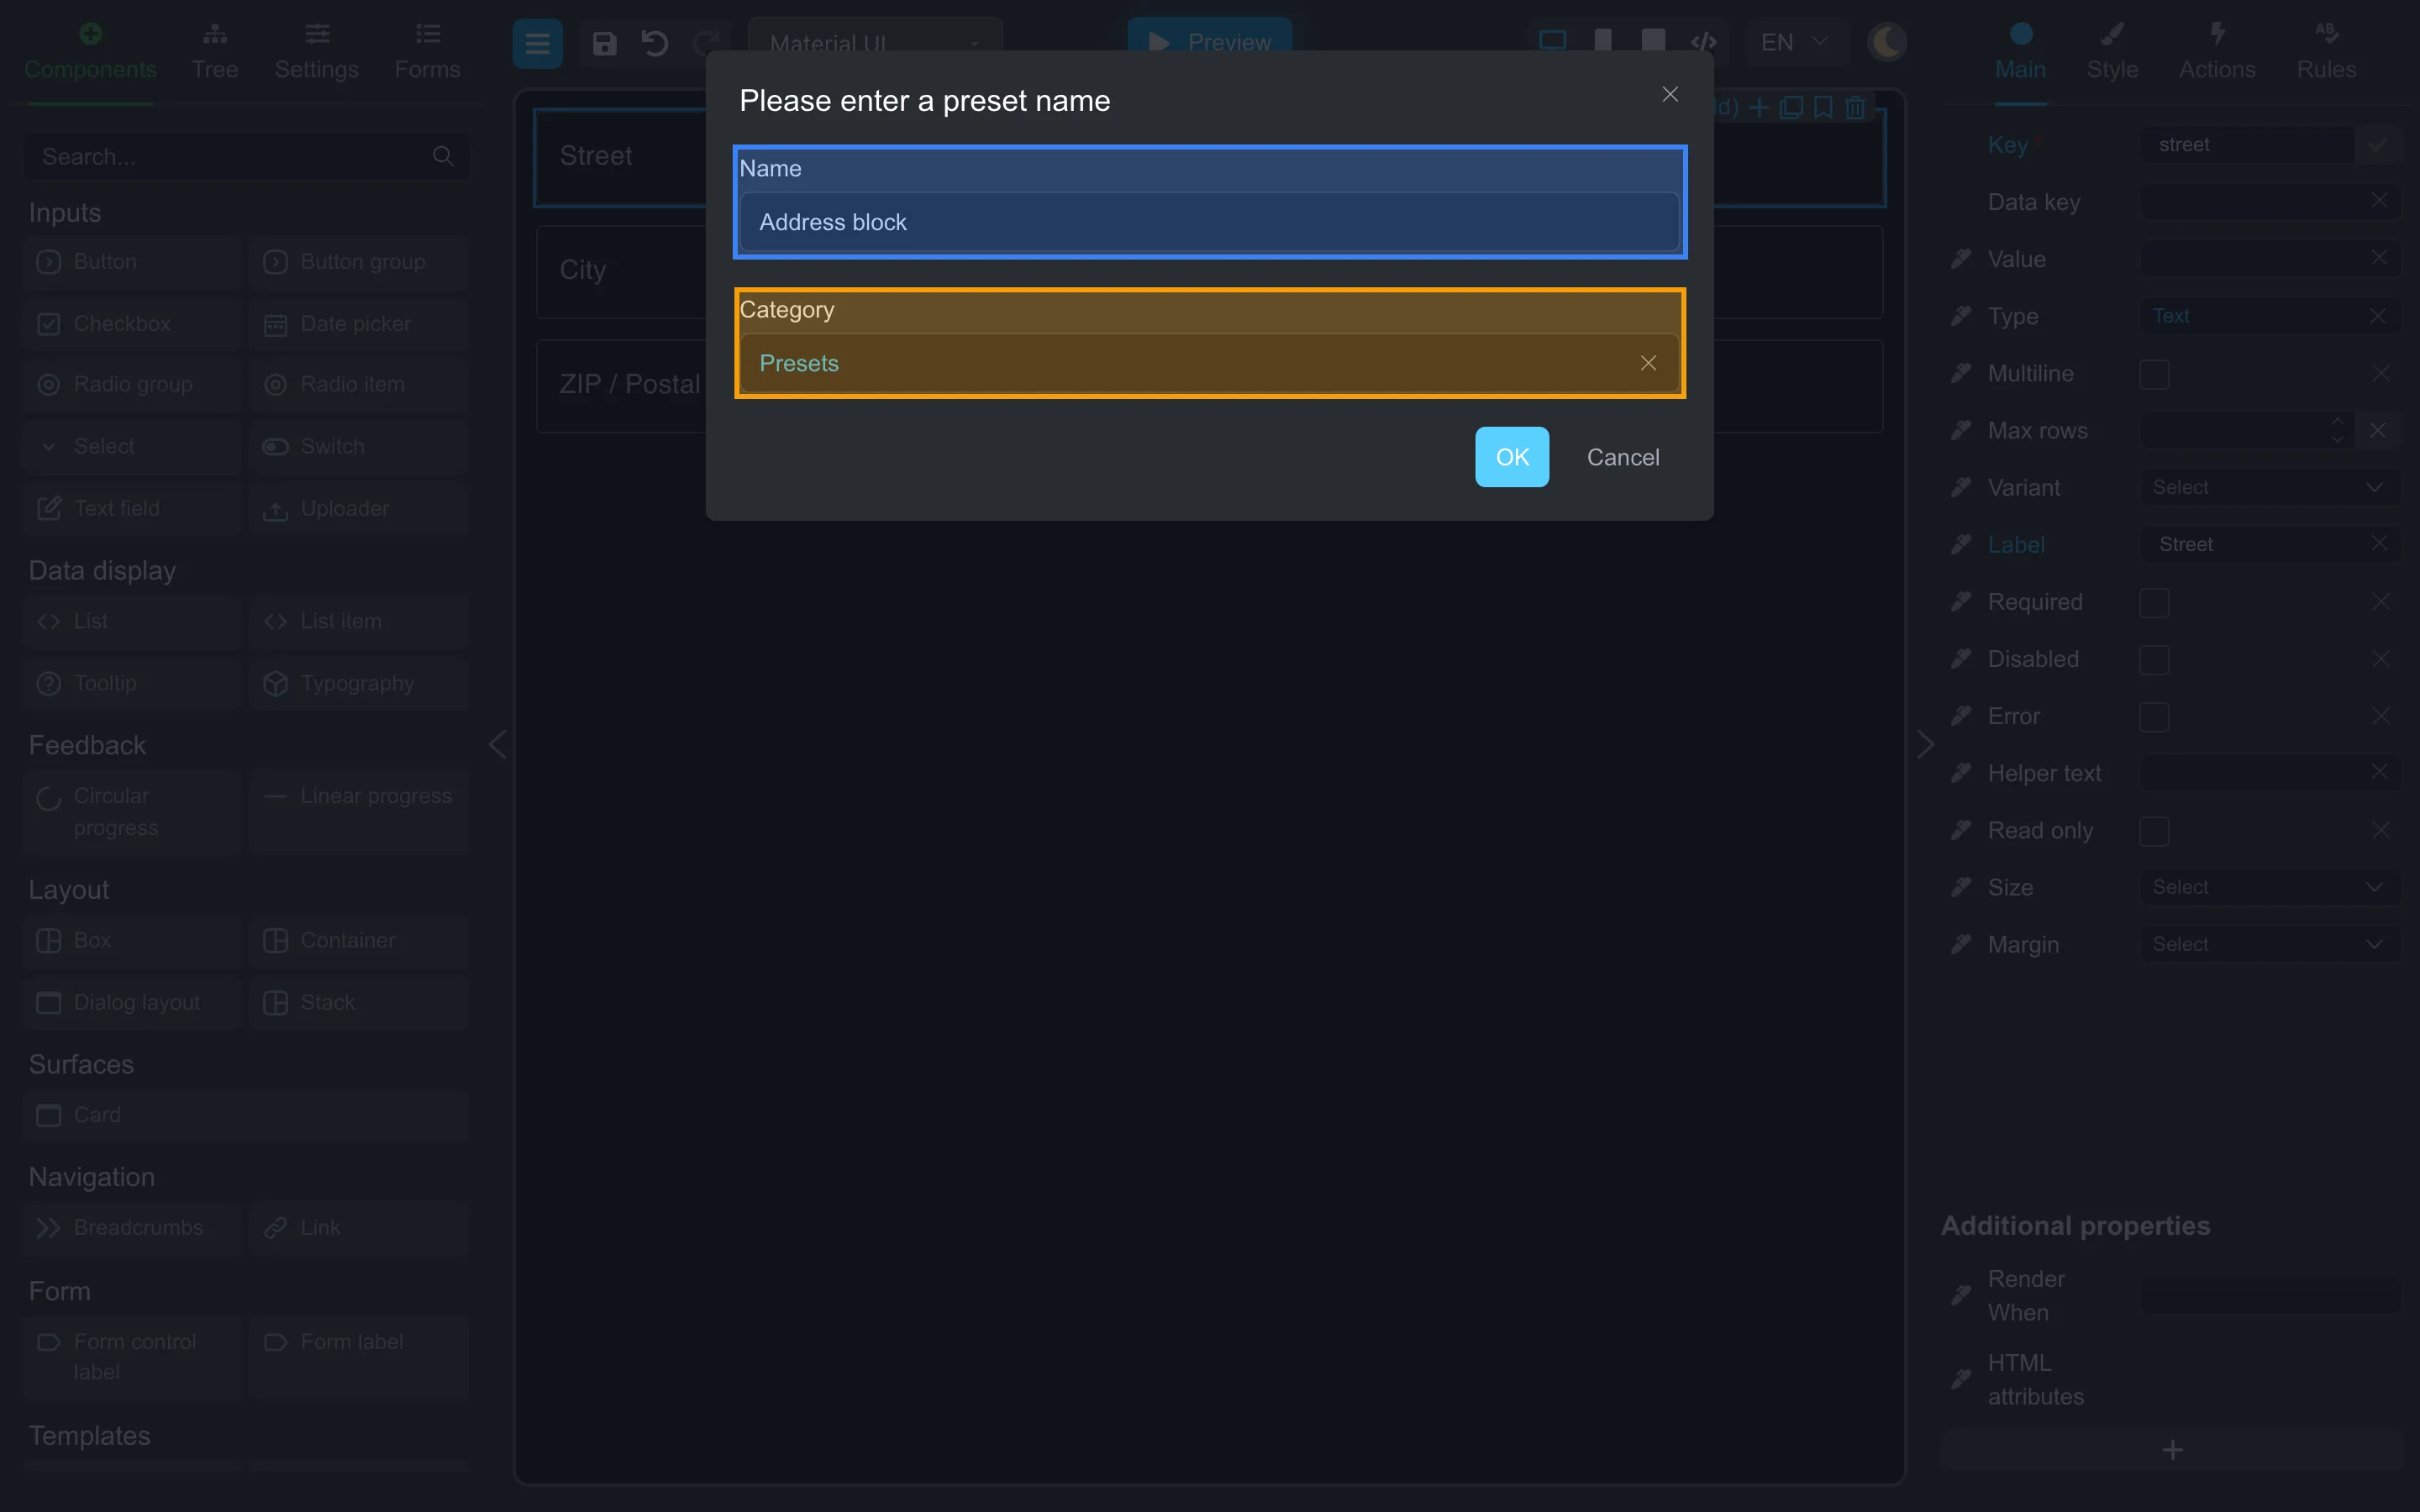 Components
Tree
Settings
Forms
Material UI
Preview
EN
Main
Style
Actions
Rules
Search...
Inputs
Button
Button group
Checkbox
Date picker
Radio group
Radio item
Select
Switch
Text field
Uploader
Data display
List
List item
Tooltip
Typography
Feedback
Circular
progress
Linear progress
Layout
Box
Container
Dialog layout
Stack
Surfaces
Card
Navigation
Breadcrumbs
Link
Form
Form control
label
Form label
Templates
Street
City
ZIP / Postal
Please enter a preset name
Name
Address block
Category
Presets
OK
Cancel
Key *
street
Data key
Value
Type
Text
Multiline
Max rows
Variant
Select
Label
Street
Required
Disabled
Error
Helper text
Read only
Size
Select
Margin
Select
Additional properties
Render
When
HTML
attributes